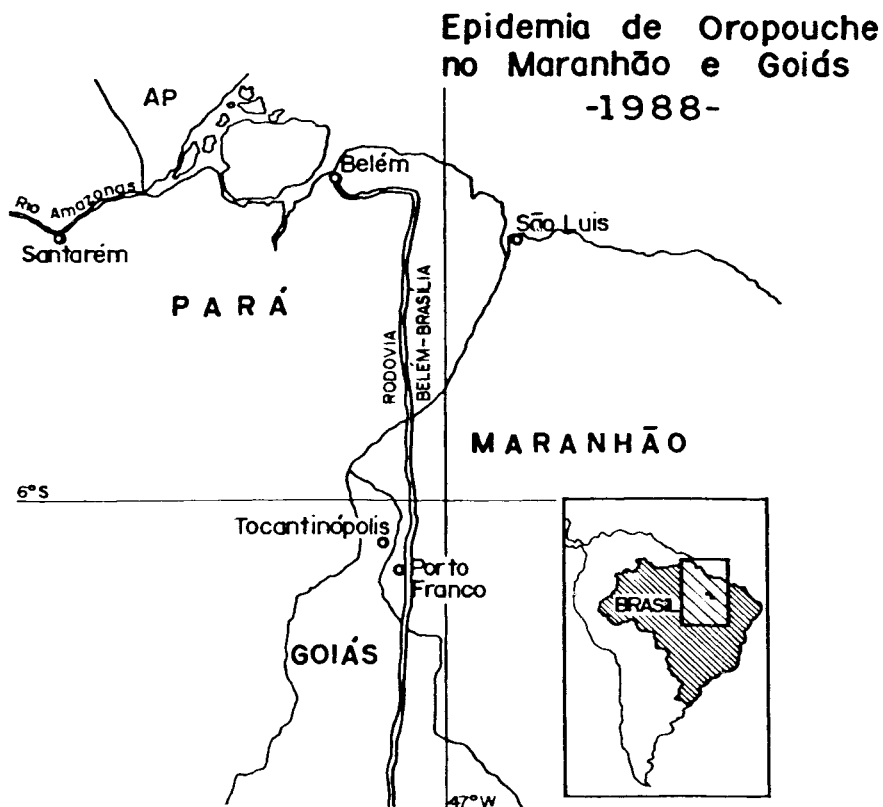 Epidemia de Oropouche
no Maranhão e Goiás
-1988-
AP
Belém
Rio Amazonas
Santarém
São Luis
PARÁ
RODOVIA
BELÉM-BRASÍLIA
MARANHÃO
6°S
Tocantinópolis
Porto
Franco
BRASIL
GOIÁS
47°W